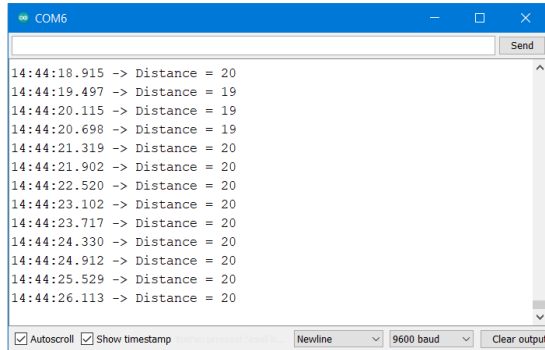 COM6
Send
14:44:18.915 -> Distance = 20
14:44:19.497 -> Distance = 19
14:44:20.115 -> Distance = 19
14:44:20.698 -> Distance = 19
14:44:21.319 -> Distance = 20
14:44:21.902 -> Distance = 20
14:44:22.520 -> Distance = 20
14:44:23.102 -> Distance = 20
14:44:23.717 -> Distance = 20
14:44:24.330 -> Distance = 20
14:44:24.912 -> Distance = 20
14:44:25.529 -> Distance = 20
14:44:26.113 -> Distance = 20
Autoscroll Show timestamp Newline 9600 baud Clear output